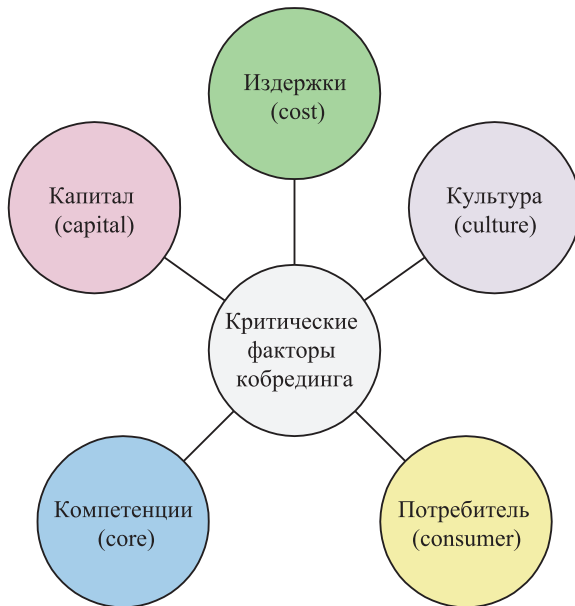 Издержки
(cost)
Капитал
(capital)
Культура
(culture)
Критические
факторы
кобрединга
Компетенции
(core)
Потребитель
(consumer)